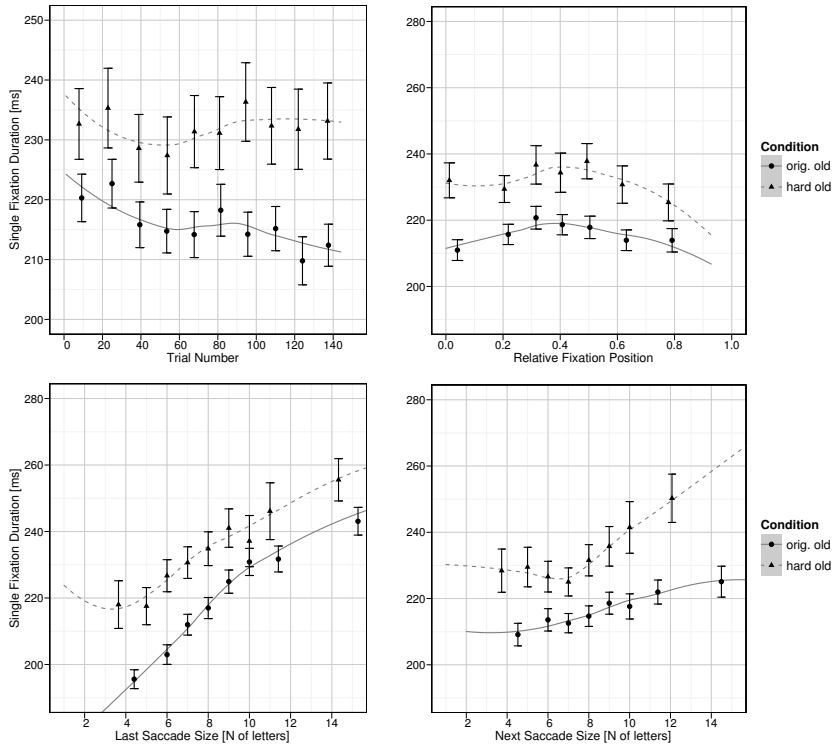 250
240
230
220
210
200
Single Fixation Duration [ms]
0 20 40 60 80 100 120 140
Trial Number
280
260
240
220
200
0.0 0.2 0.4 0.6 0.8 1.0
Relative Fixation Position
Condition
orig. old
hard old
280
260
240
220
200
Single Fixation Duration [ms]
2 4 6 8 10 12 14
Last Saccade Size [N of letters]
280
260
240
220
200
2 4 6 8 10 12 14
Next Saccade Size [N of letters]
Condition
orig. old
hard old